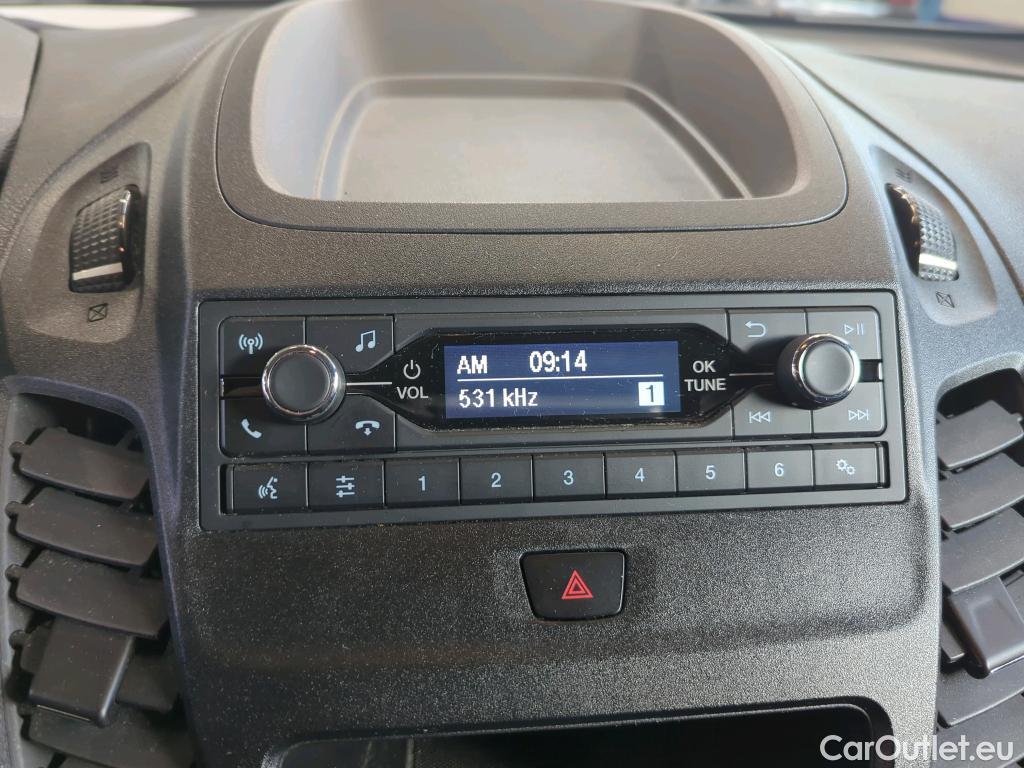 AM 09:14
531 kHz 1
VOL
OK
TUNE
1 2 3 4 5 6
CarOutlet.eu